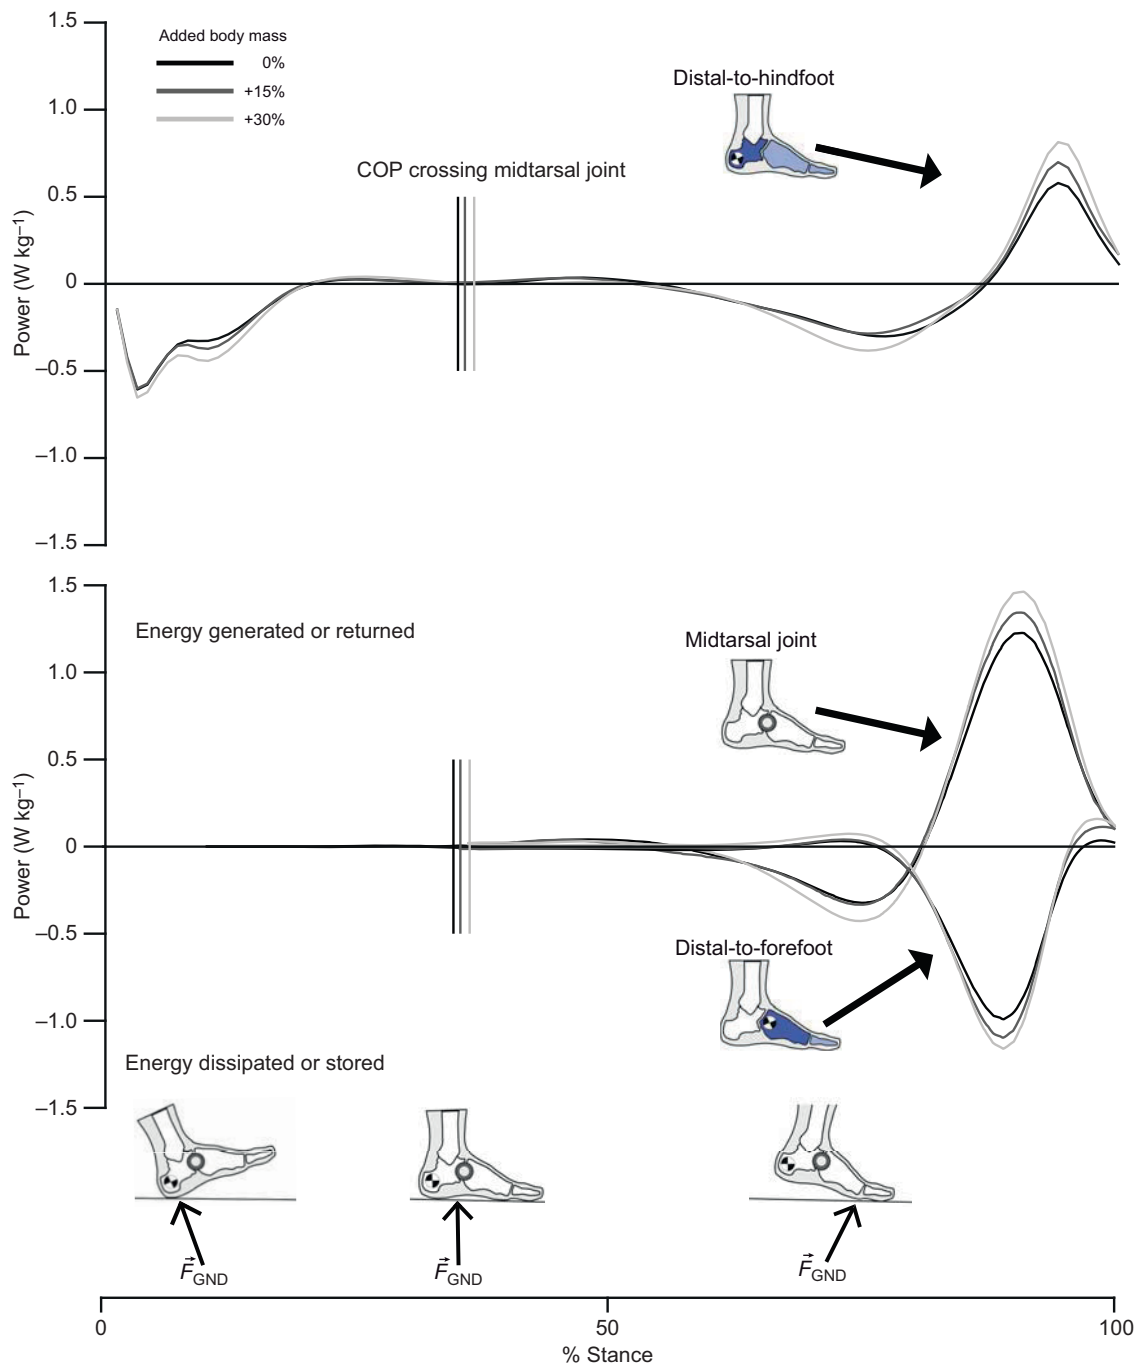 1.5
Added body mass
0%
+15%
+30%
1.0
Distal-to-hindfoot
COP crossing midtarsal joint
0.5
Power (W kg⁻¹)
0
–0.5
–1.0
–1.5
1.5
Energy generated or returned
Midtarsal joint
1.0
0.5
Power (W kg⁻¹)
0
–0.5
Distal-to-forefoot
–1.0
Energy dissipated or stored
–1.5
F⃗GND
F⃗GND
F⃗GND
0
50
100
% Stance